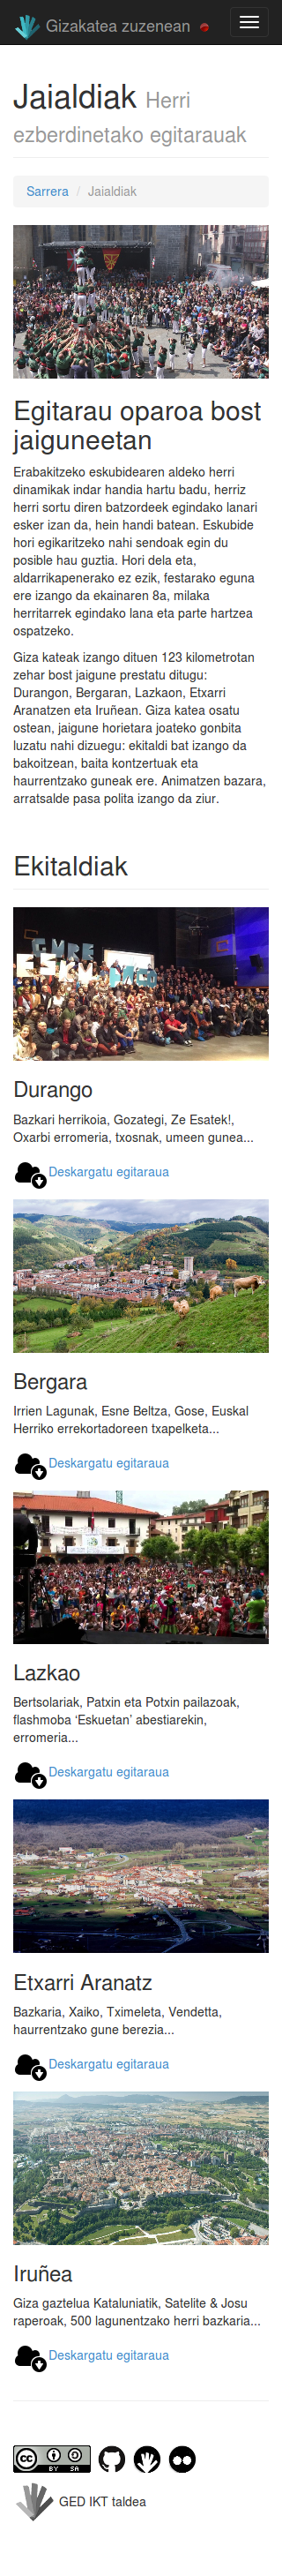 Gizakatea zuzenean
Jaialdiak Herri
ezberdinetako egitarauak
Sarrera / Jaialdiak
Egitarau oparoa bost
jaiguneetan
Erabakitzeko eskubidearen aldeko herri
dinamikak indar handia hartu badu, herriz
herri sortu diren batzordeek egindako lanari
esker izan da, hein handi batean. Eskubide
hori egikaritzeko nahi sendoak egin du
posible hau guztia. Hori dela eta,
aldarrikapenerako ez ezik, festarako eguna
ere izango da ekainaren 8a, milaka
herritarrek egindako lana eta parte hartzea
ospatzeko.
Giza kateak izango dituen 123 kilometrotan
zehar bost jaigune prestatu ditugu:
Durangon, Bergaran, Lazkaon, Etxarri
Aranatzen eta Iruñean. Giza katea osatu
ostean, jaigune horietara joateko gonbita
luzatu nahi dizuegu: ekitaldi bat izango da
bakoitzean, baita kontzertuak eta
haurrentzako guneak ere. Animatzen bazara,
arratsalde pasa polita izango da ziur.
Ekitaldiak
GURE
ESKU
Durango
Bazkari herrikoia, Gozategi, Ze Esatek!,
Oxarbi erromeria, txosnak, umeen gunea...
Deskargatu egitaraua
Bergara
Irrien Lagunak, Esne Beltza, Gose, Euskal
Herriko errekortadoreen txapelketa...
Deskargatu egitaraua
Lazkao
Bertsolariak, Patxin eta Potxin pailazoak,
flashmoba ‘Eskuetan’ abestiarekin,
erromeria...
Deskargatu egitaraua
Etxarri Aranatz
Bazkaria, Xaiko, Tximeleta, Vendetta,
haurrentzako gune berezia...
Deskargatu egitaraua
Iruñea
Giza gaztelua Kataluniatik, Satelite & Josu
raperoak, 500 lagunentzako herri bazkaria...
Deskargatu egitaraua
cc BY SA
GED IKT taldea